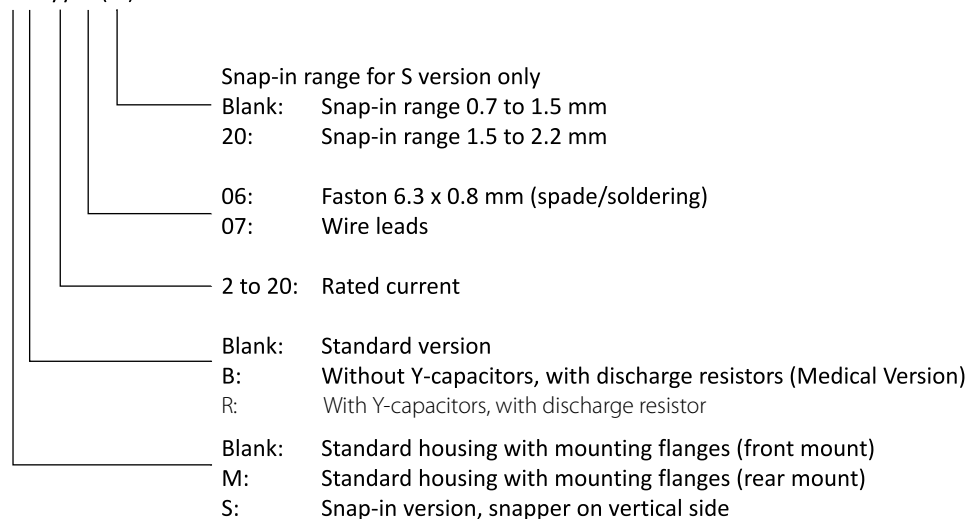 Snap-in range for S version only
Blank: Snap-in range 0.7 to 1.5 mm
20: Snap-in range 1.5 to 2.2 mm
06: Faston 6.3 x 0.8 mm (spade/soldering)
07: Wire leads
2 to 20: Rated current
Blank: Standard version
B: Without Y-capacitors, with discharge resistors (Medical Version)
R: With Y-capacitors, with discharge resistor
Blank: Standard housing with mounting flanges (front mount)
M: Standard housing with mounting flanges (rear mount)
S: Snap-in version, snapper on vertical side